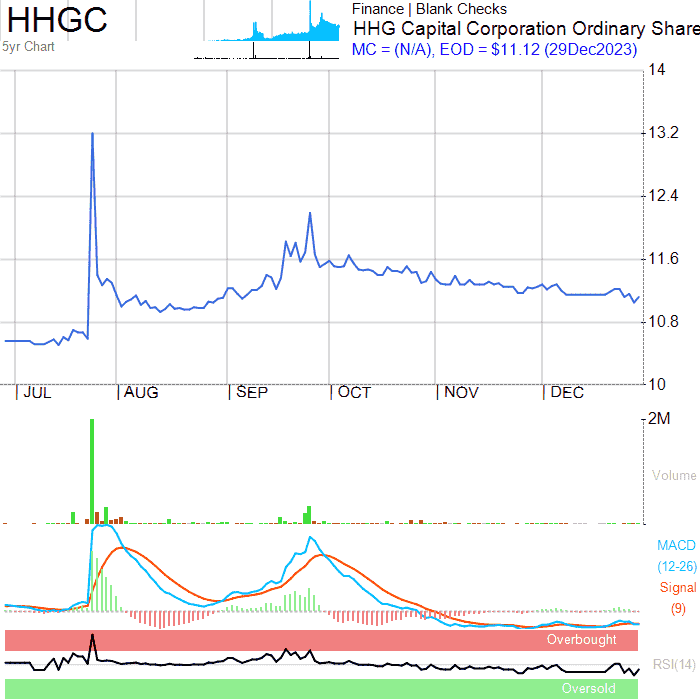 HHGC
5yr Chart
Finance | Blank Checks
HHG Capital Corporation Ordinary Share
MC = (N/A), EOD = $11.12 (29Dec2023)
14
13.2
12.4
11.6
10.8
10
JUL AUG SEP OCT NOV DEC
2M
Volume
MACD
(12-26)
Signal
(9)
Overbought
RSI(14)
Oversold